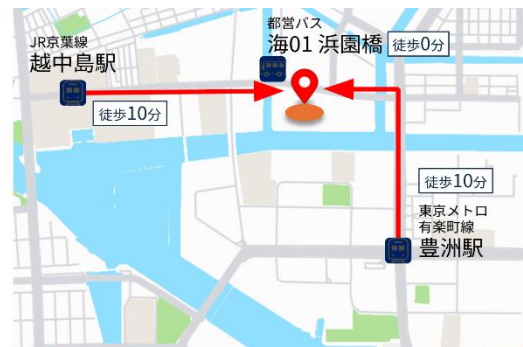 都営バス
海01 浜園橋
徒歩0分
JR京葉線
越中島駅
徒歩10分
徒歩10分
東京メトロ
有楽町線
豊洲駅